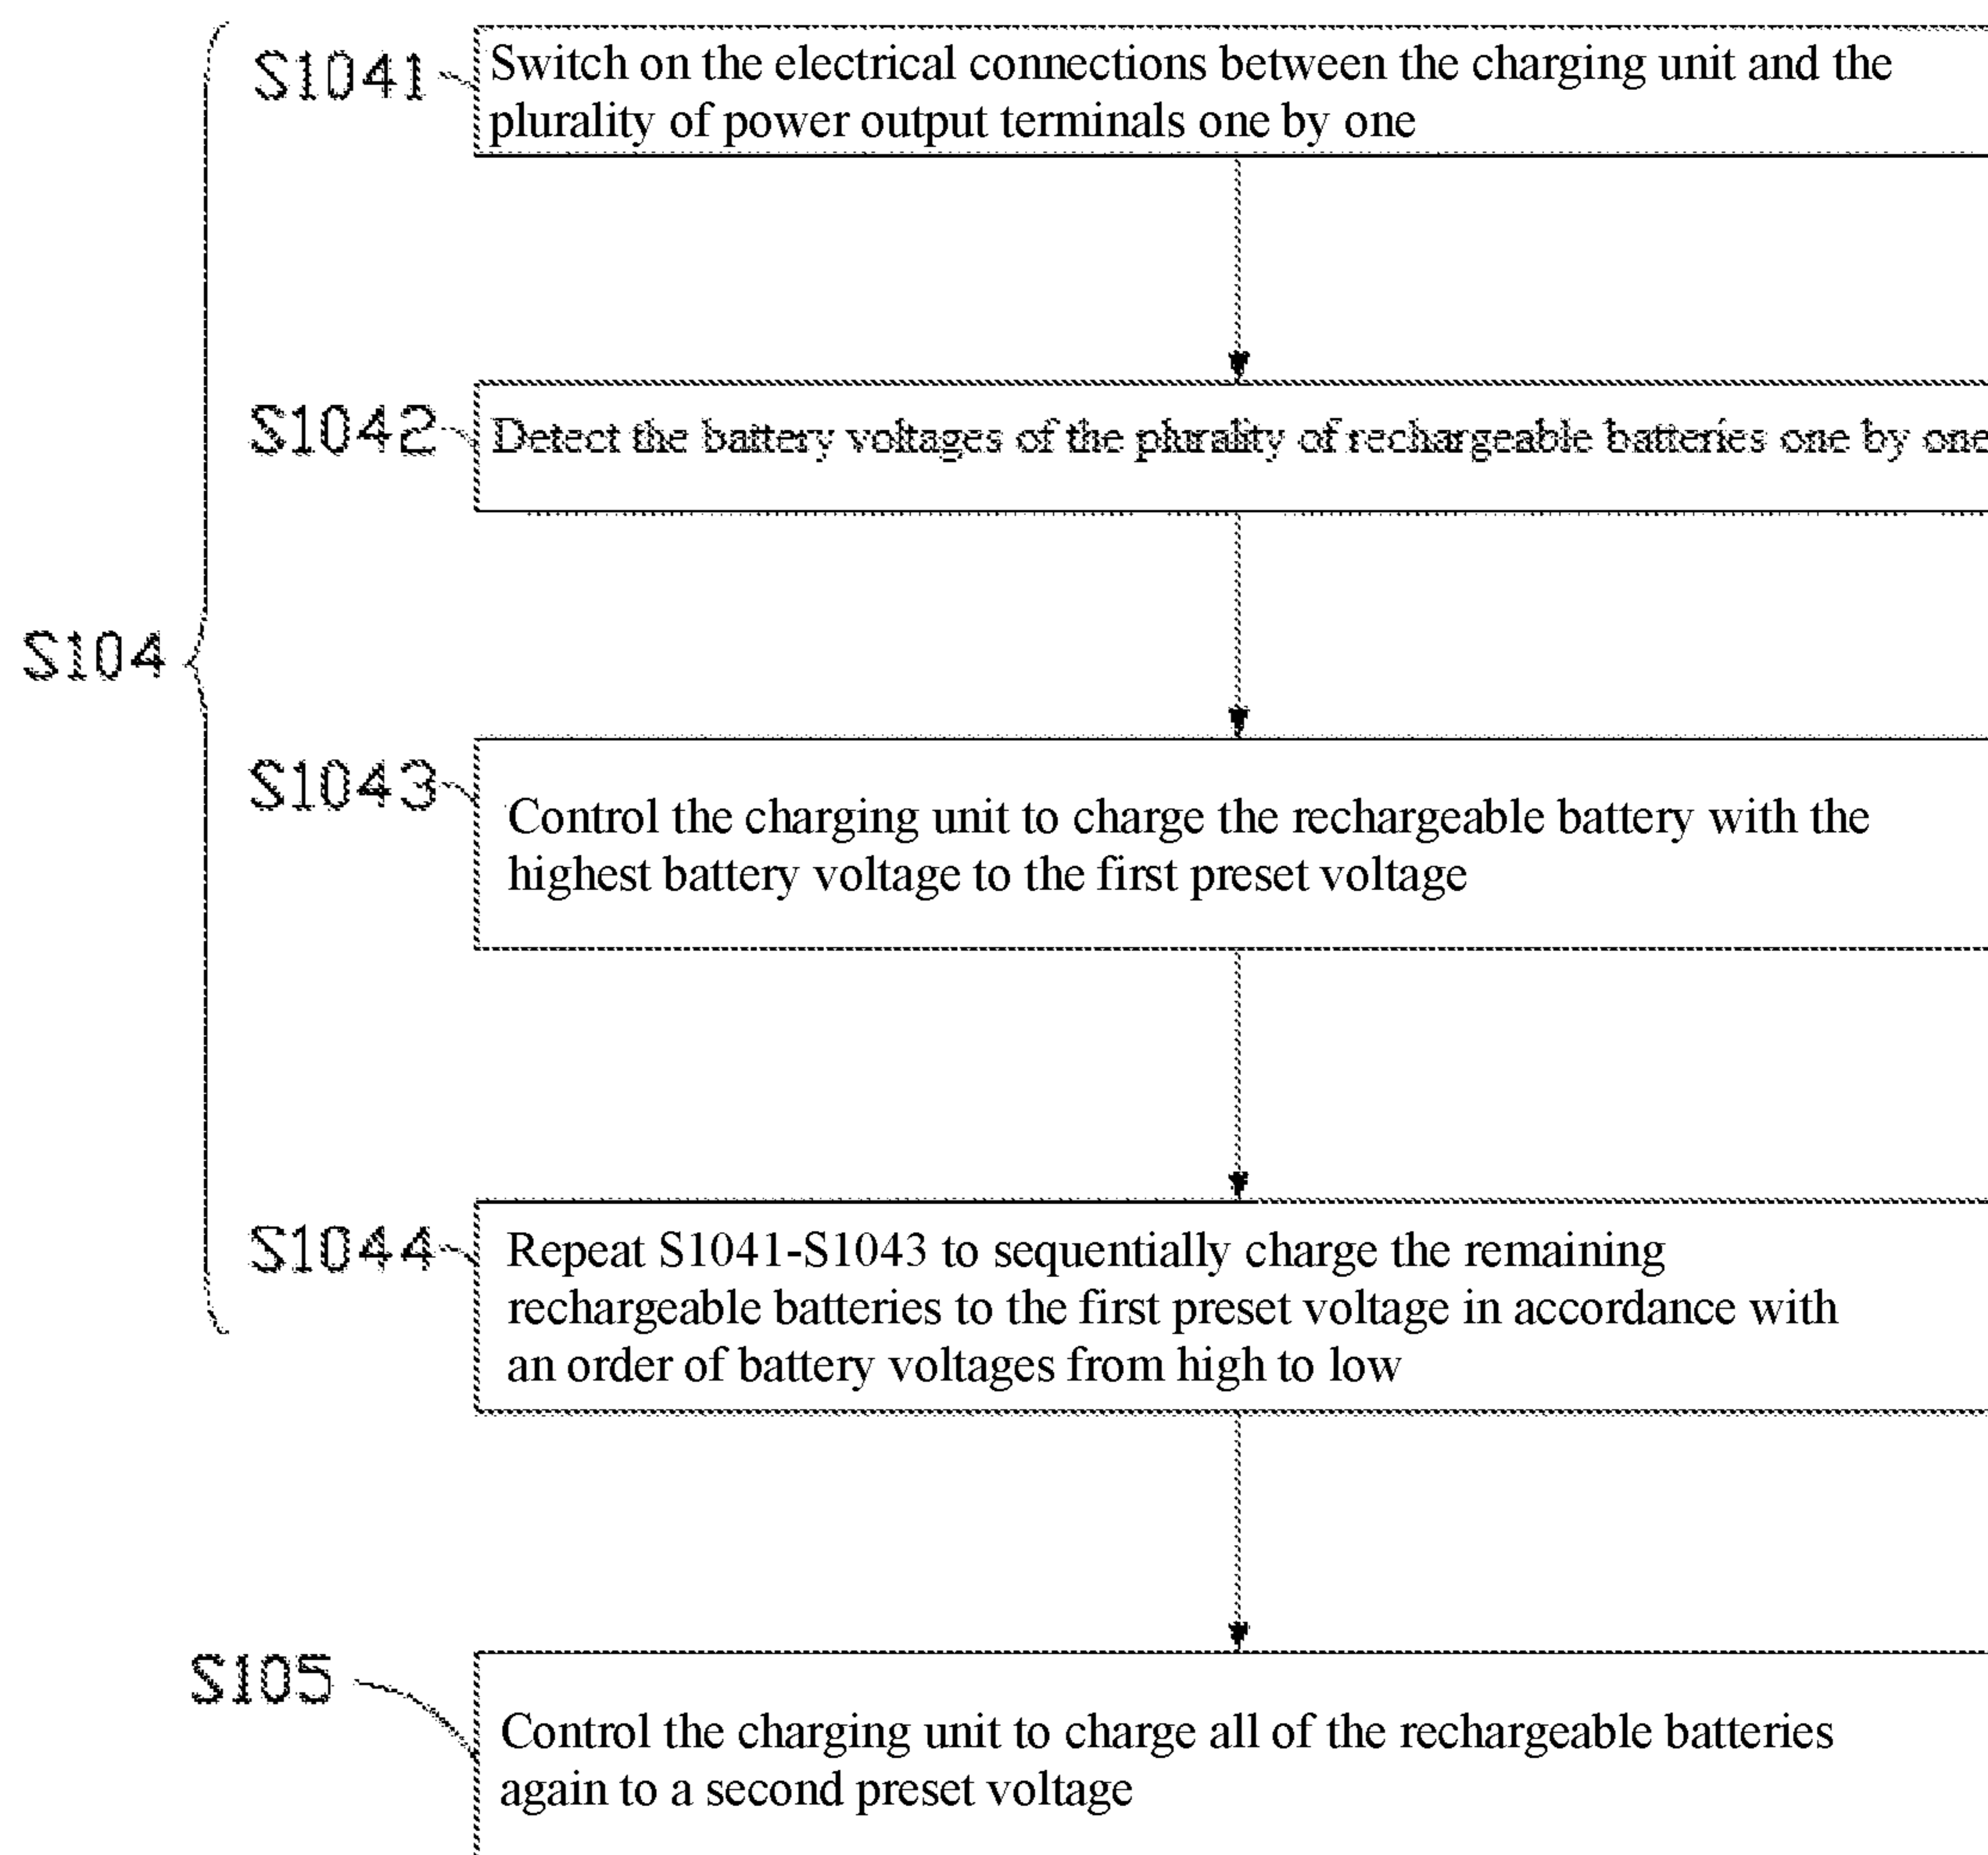 S1041
Switch on the electrical connections between the charging unit and the
plurality of power output terminals one by one
S1042
Detect the battery voltages of the plurality of rechargeable batteries one by one
S104
S1043
Control the charging unit to charge the rechargeable battery with the
highest battery voltage to the first preset voltage
S1044
Repeat S1041-S1043 to sequentially charge the remaining
rechargeable batteries to the first preset voltage in accordance with
an order of battery voltages from high to low
S105
Control the charging unit to charge all of the rechargeable batteries
again to a second preset voltage